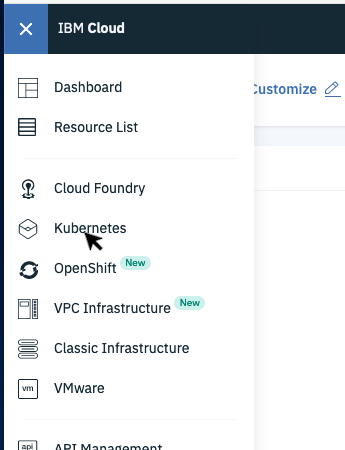 IBM Cloud
Customize
Dashboard
Resource List
Cloud Foundry
Kubernetes
OpenShift New
VPC Infrastructure New
Classic Infrastructure
vm VMware
api API Management